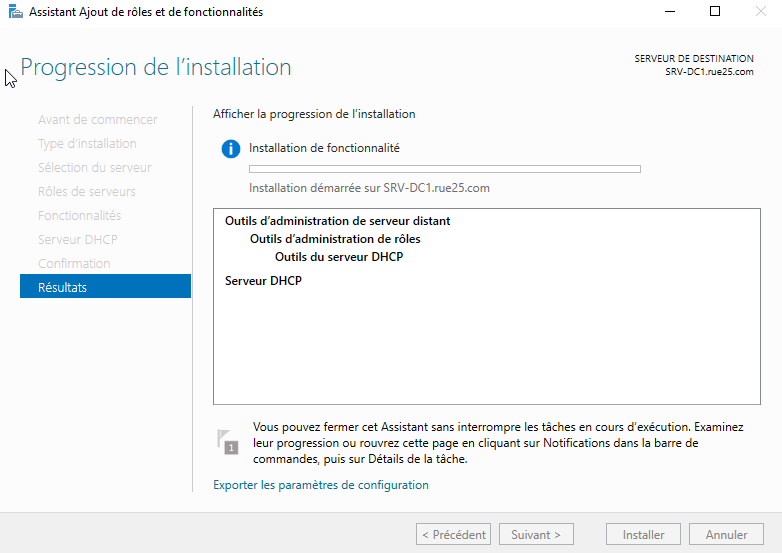 Assistant Ajout de rôles et de fonctionnalités
Progression de l'installation
SERVEUR DE DESTINATION
SRV-DC1.rue25.com
Avant de commencer
Type d'installation
Sélection du serveur
Rôles de serveurs
Fonctionnalités
Serveur DHCP
Confirmation
Résultats
Afficher la progression de l'installation
Installation de fonctionnalité
Installation démarrée sur SRV-DC1.rue25.com
Outils d'administration de serveur distant
Outils d'administration de rôles
Outils du serveur DHCP
Serveur DHCP
1
Vous pouvez fermer cet Assistant sans interrompre les tâches en cours d'exécution. Examinez
leur progression ou rouvrez cette page en cliquant sur Notifications dans la barre de
commandes, puis sur Détails de la tâche.
Exporter les paramètres de configuration
< Précédent
Suivant >
Installer
Annuler